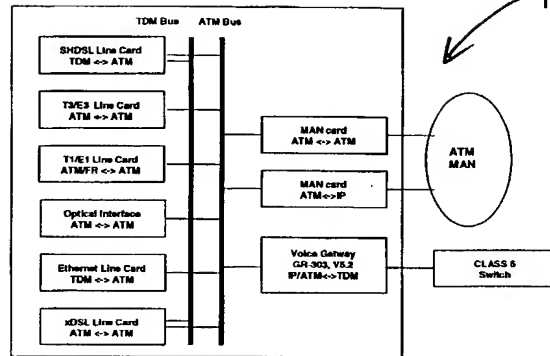 TDM Bus ATM Bus
SHDSL Line Card
TDM <-> ATM
T3/E3 Line Card
ATM <-> ATM
T1/E1 Line Card
ATM/FR <-> ATM
Optical Interface
ATM <-> ATM
Ethernet Line Card
TDM <-> ATM
xDSL Line Card
ATM <-> ATM
MAN card
ATM <-> ATM
MAN card
ATM<->IP
Voice Gatway
GR-303, V5.2
IP/ATM<->TDM
ATM
MAN
CLASS 5
Switch